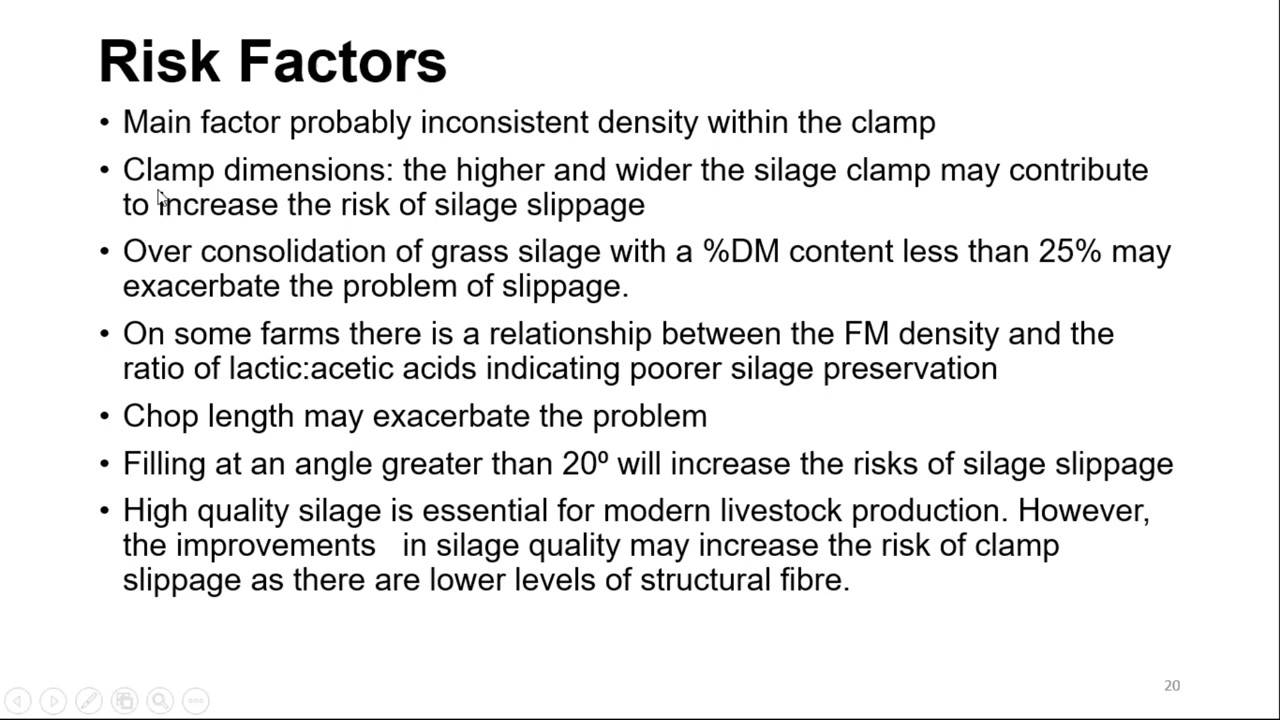 Risk Factors
• Main factor probably inconsistent density within the clamp
• Clamp dimensions: the higher and wider the silage clamp may contribute
to increase the risk of silage slippage
• Over consolidation of grass silage with a %DM content less than 25% may
exacerbate the problem of slippage.
• On some farms there is a relationship between the FM density and the
ratio of lactic:acetic acids indicating poorer silage preservation
• Chop length may exacerbate the problem
• Filling at an angle greater than 20º will increase the risks of silage slippage
• High quality silage is essential for modern livestock production. However,
the improvements   in silage quality may increase the risk of clamp
slippage as there are lower levels of structural fibre.
20